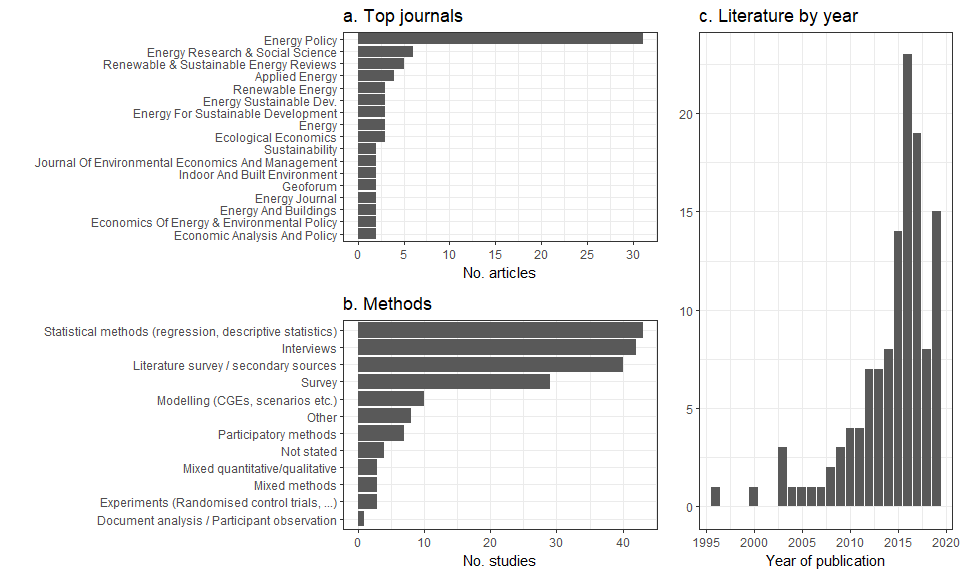 a. Top journals
Energy Policy
Energy Research & Social Science
Renewable & Sustainable Energy Reviews
Applied Energy
Renewable Energy
Energy Sustainable Dev.
Energy For Sustainable Development
Energy
Ecological Economics
Sustainability
Journal Of Environmental Economics And Management
Indoor And Built Environment
Geoforum
Energy Journal
Energy And Buildings
Economics Of Energy & Environmental Policy
Economic Analysis And Policy
0 5 10 15 20 25 30
No. articles
b. Methods
Statistical methods (regression, descriptive statistics)
Interviews
Literature survey / secondary sources
Survey
Modelling (CGEs, scenarios etc.)
Other
Participatory methods
Not stated
Mixed quantitative/qualitative
Mixed methods
Experiments (Randomised control trials, ...)
Document analysis / Participant observation
0 10 20 30 40
No. studies
c. Literature by year
20
15
10
5
0
1995 2000 2005 2010 2015 2020
Year of publication